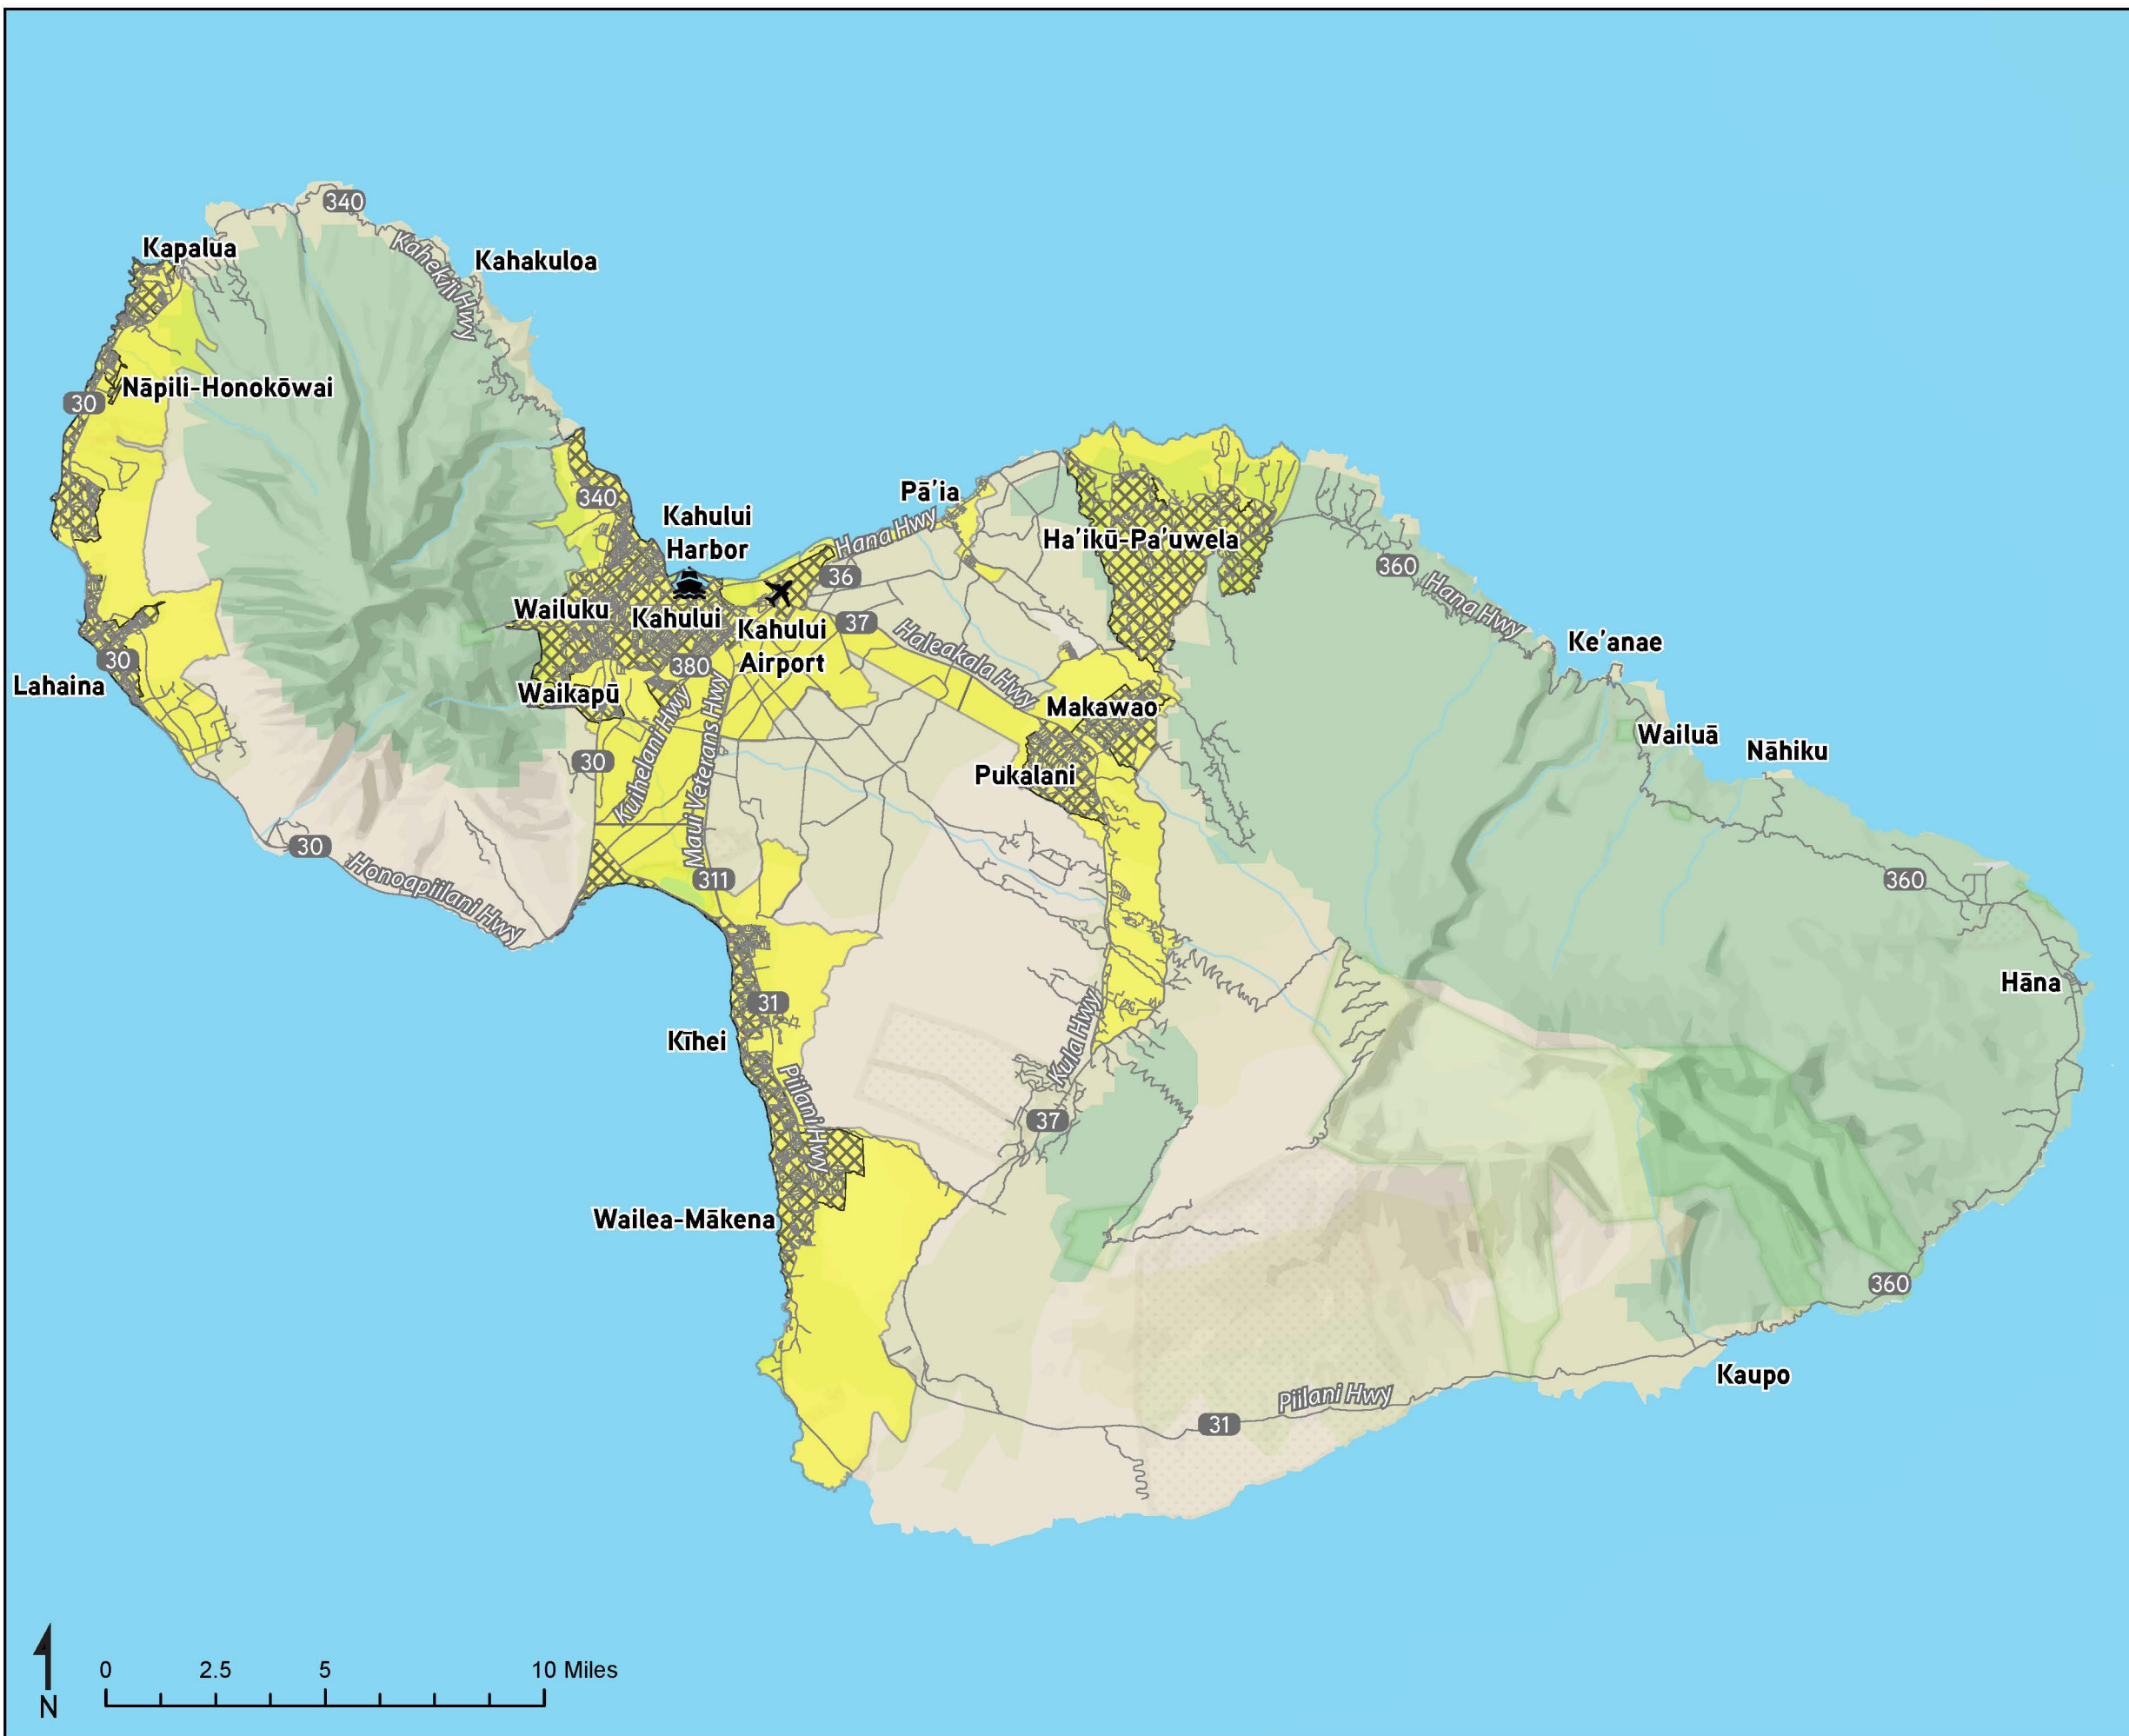 340
Kapalua
Kahekili Hwy
Kahakuloa
Nāpili-Honokōwai
30
340
Kahului
Harbor
Pā'ia
Hana Hwy
Ha'ikū-Pa'uwela
36
360
Hana Hwy
Wailuku
Kahului
Kahului
Airport
37
Haleakala Hwy
Ke'anae
30
Lahaina
380
Waikapū
Makawao
Wailuā
Nāhiku
30
Kuihelani Hwy
Maui Veterans Hwy
Pukalani
30
Honoapiilani Hwy
311
360
31
Hāna
Kīhei
Kula Hwy
Piilani Hwy
37
Wailea-Mākena
360
Kaupo
Piilani Hwy
31
0 2.5 5 10 Miles
N